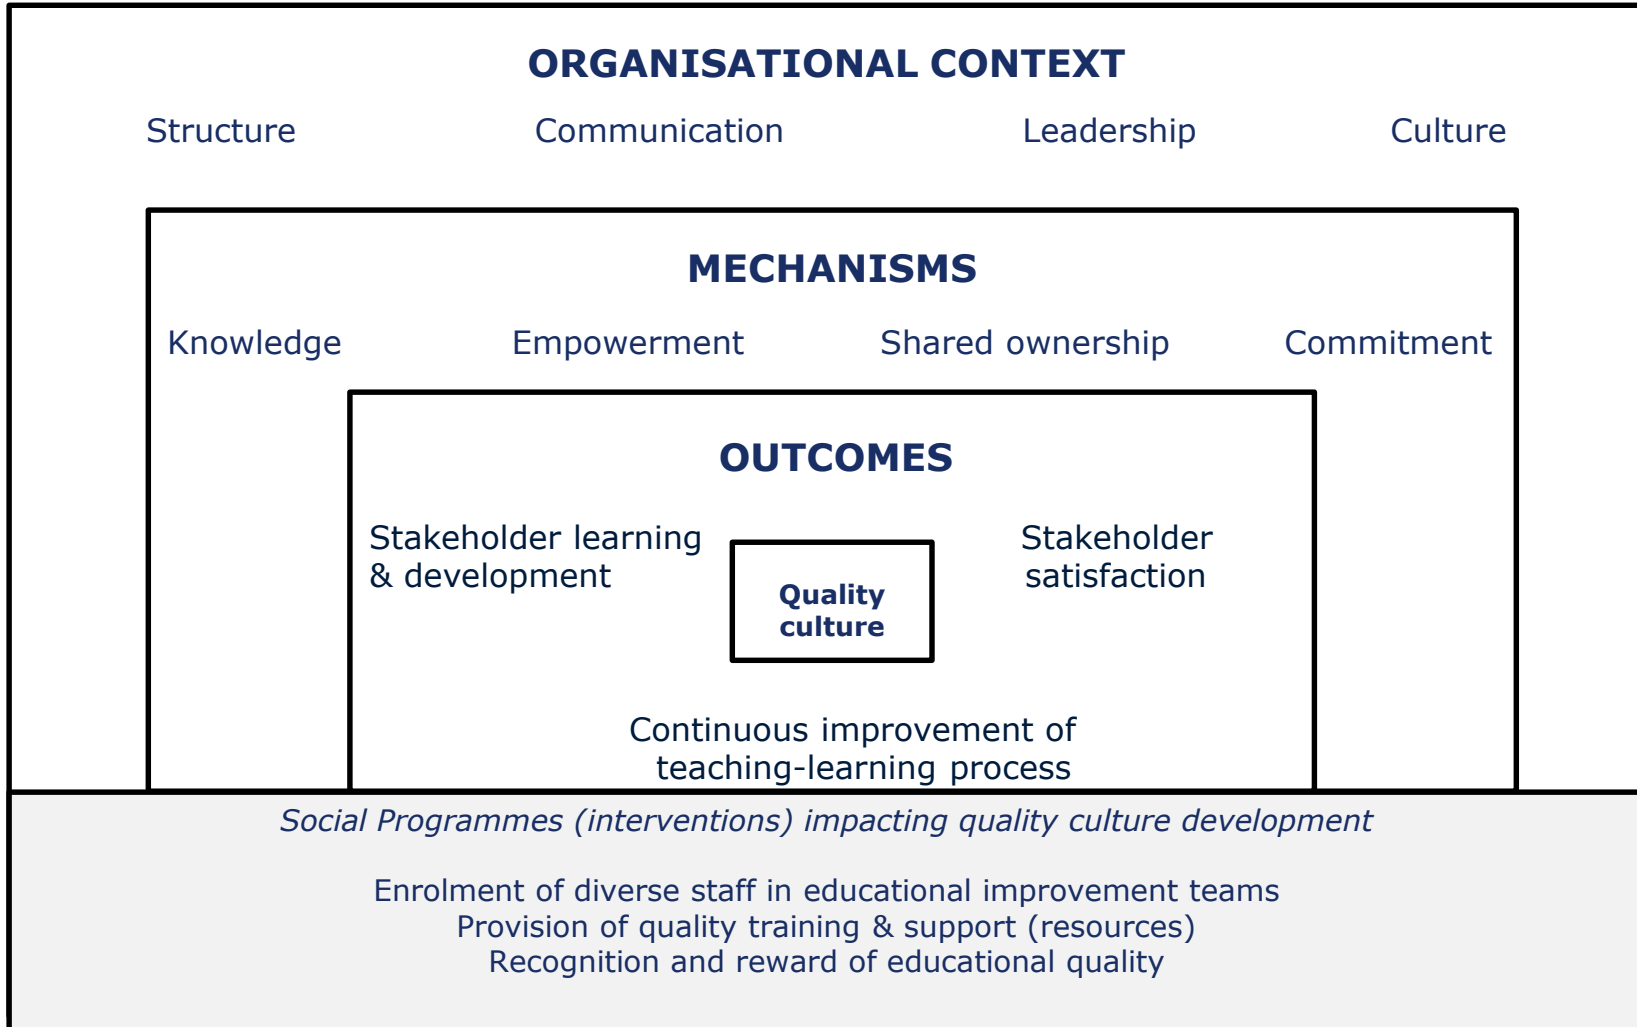 ORGANISATIONAL CONTEXT
Structure Communication Leadership Culture
MECHANISMS
Knowledge Empowerment Shared ownership Commitment
OUTCOMES
Stakeholder learning
& development
Stakeholder
satisfaction
Quality
culture
Continuous improvement of
teaching-learning process
Social Programmes (interventions) impacting quality culture development
Enrolment of diverse staff in educational improvement teams
Provision of quality training & support (resources)
Recognition and reward of educational quality